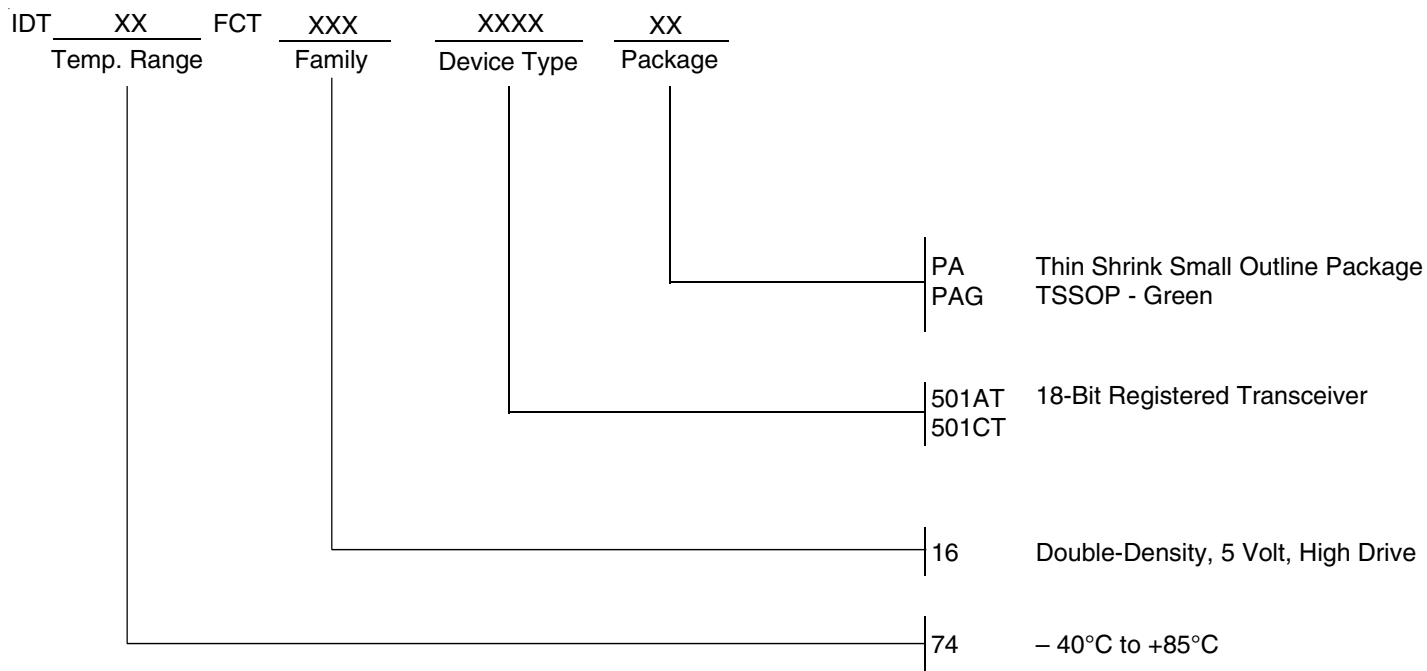 IDT XX FCT XXX XXXX XX
Temp. Range Family Device Type Package
PA Thin Shrink Small Outline Package
PAG TSSOP - Green
501AT 18-Bit Registered Transceiver
501CT
16 Double-Density, 5 Volt, High Drive
74 – 40°C to +85°C